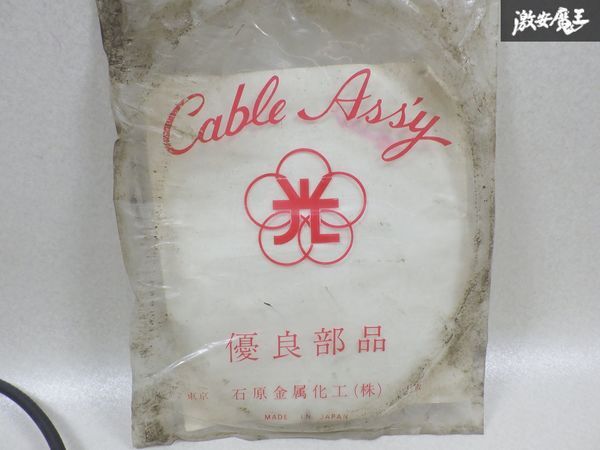 激安魔王
Cable Ass'y
光
優良部品
東京 石原金属化工(株)
MADE IN JAPAN